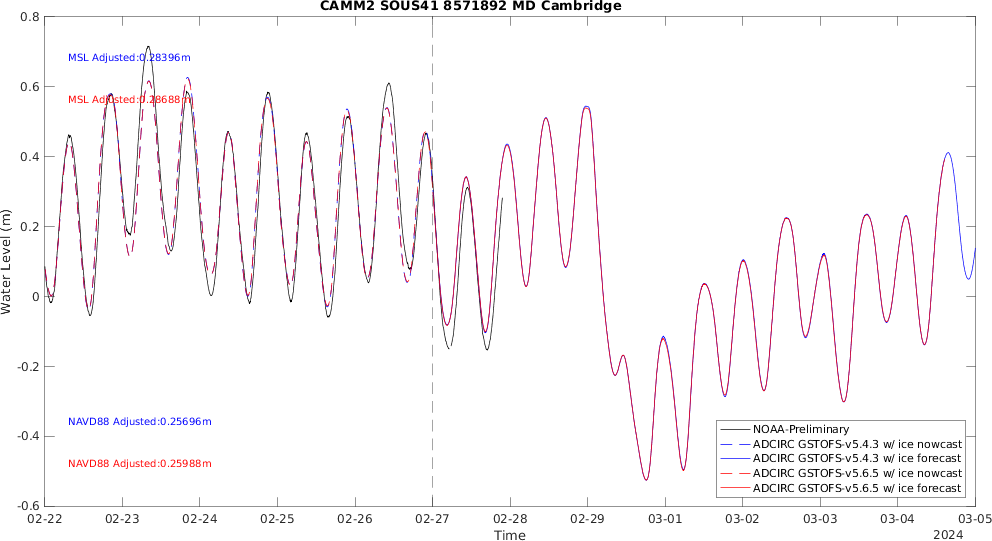 CAMM2 SOUS41 8571892 MD Cambridge
0.8
0.6
0.4
0.2
0
-0.2
-0.4
-0.6
Water Level (m)
MSL Adjusted:0.28396m
MSL Adjusted:0.28688m
NAVD88 Adjusted:0.25696m
NAVD88 Adjusted:0.25988m
NOAA-Preliminary
ADCIRC GSTOFS-v5.4.3 w/ ice nowcast
ADCIRC GSTOFS-v5.4.3 w/ ice forecast
ADCIRC GSTOFS-v5.6.5 w/ ice nowcast
ADCIRC GSTOFS-v5.6.5 w/ ice forecast
02-22 02-23 02-24 02-25 02-26 02-27 02-28 02-29 03-01 03-02 03-03 03-04 03-05
Time
2024